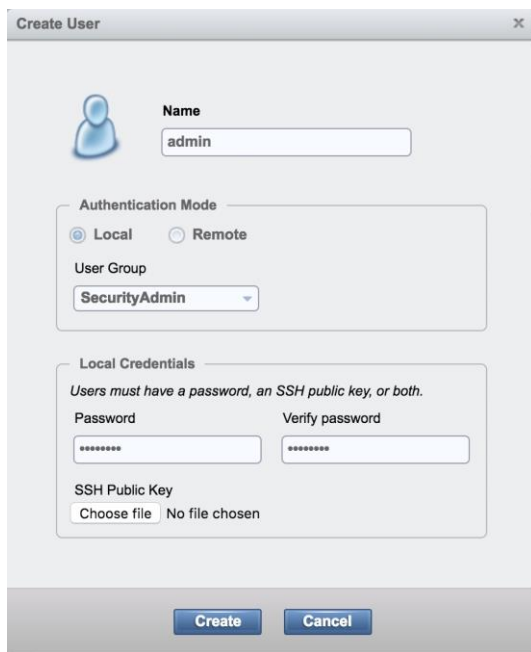 Create User
Name
admin
Authentication Mode
Local Remote
User Group
SecurityAdmin
Local Credentials
Users must have a password, an SSH public key, or both.
Password Verify password
•••••••• ••••••••
SSH Public Key
Choose file No file chosen
Create Cancel